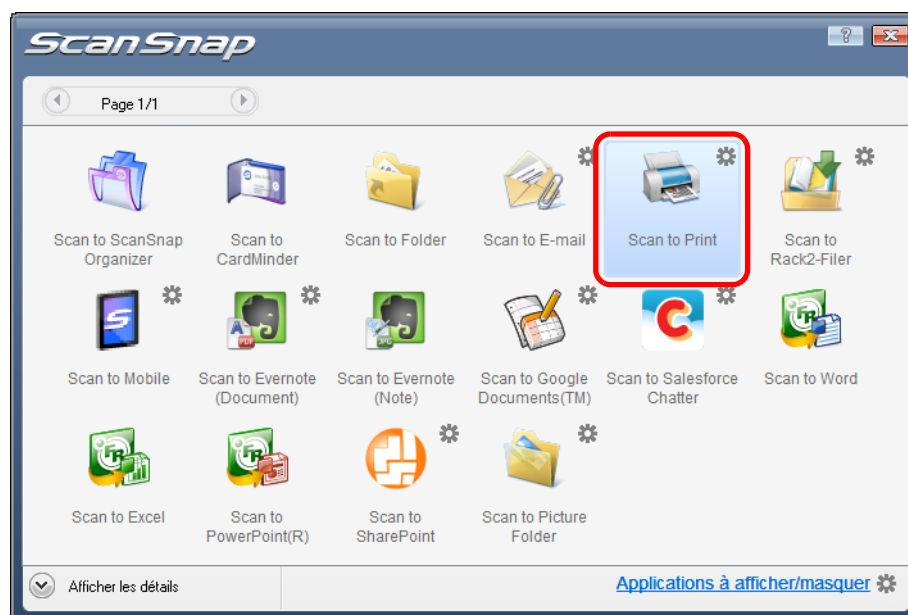 ScanSnap
Page 1/1
Scan to ScanSnap
Organizer
Scan to
CardMinder
Scan to Folder
Scan to E-mail
Scan to Print
Scan to
Rack2-Filer
Scan to Mobile
Scan to Evernote
(Document)
Scan to Evernote
(Note)
Scan to Google
Documents(TM)
Scan to Salesforce
Chatter
Scan to Word
Scan to Excel
Scan to
PowerPoint(R)
Scan to
SharePoint
Scan to Picture
Folder
Afficher les détails
Applications à afficher/masquer